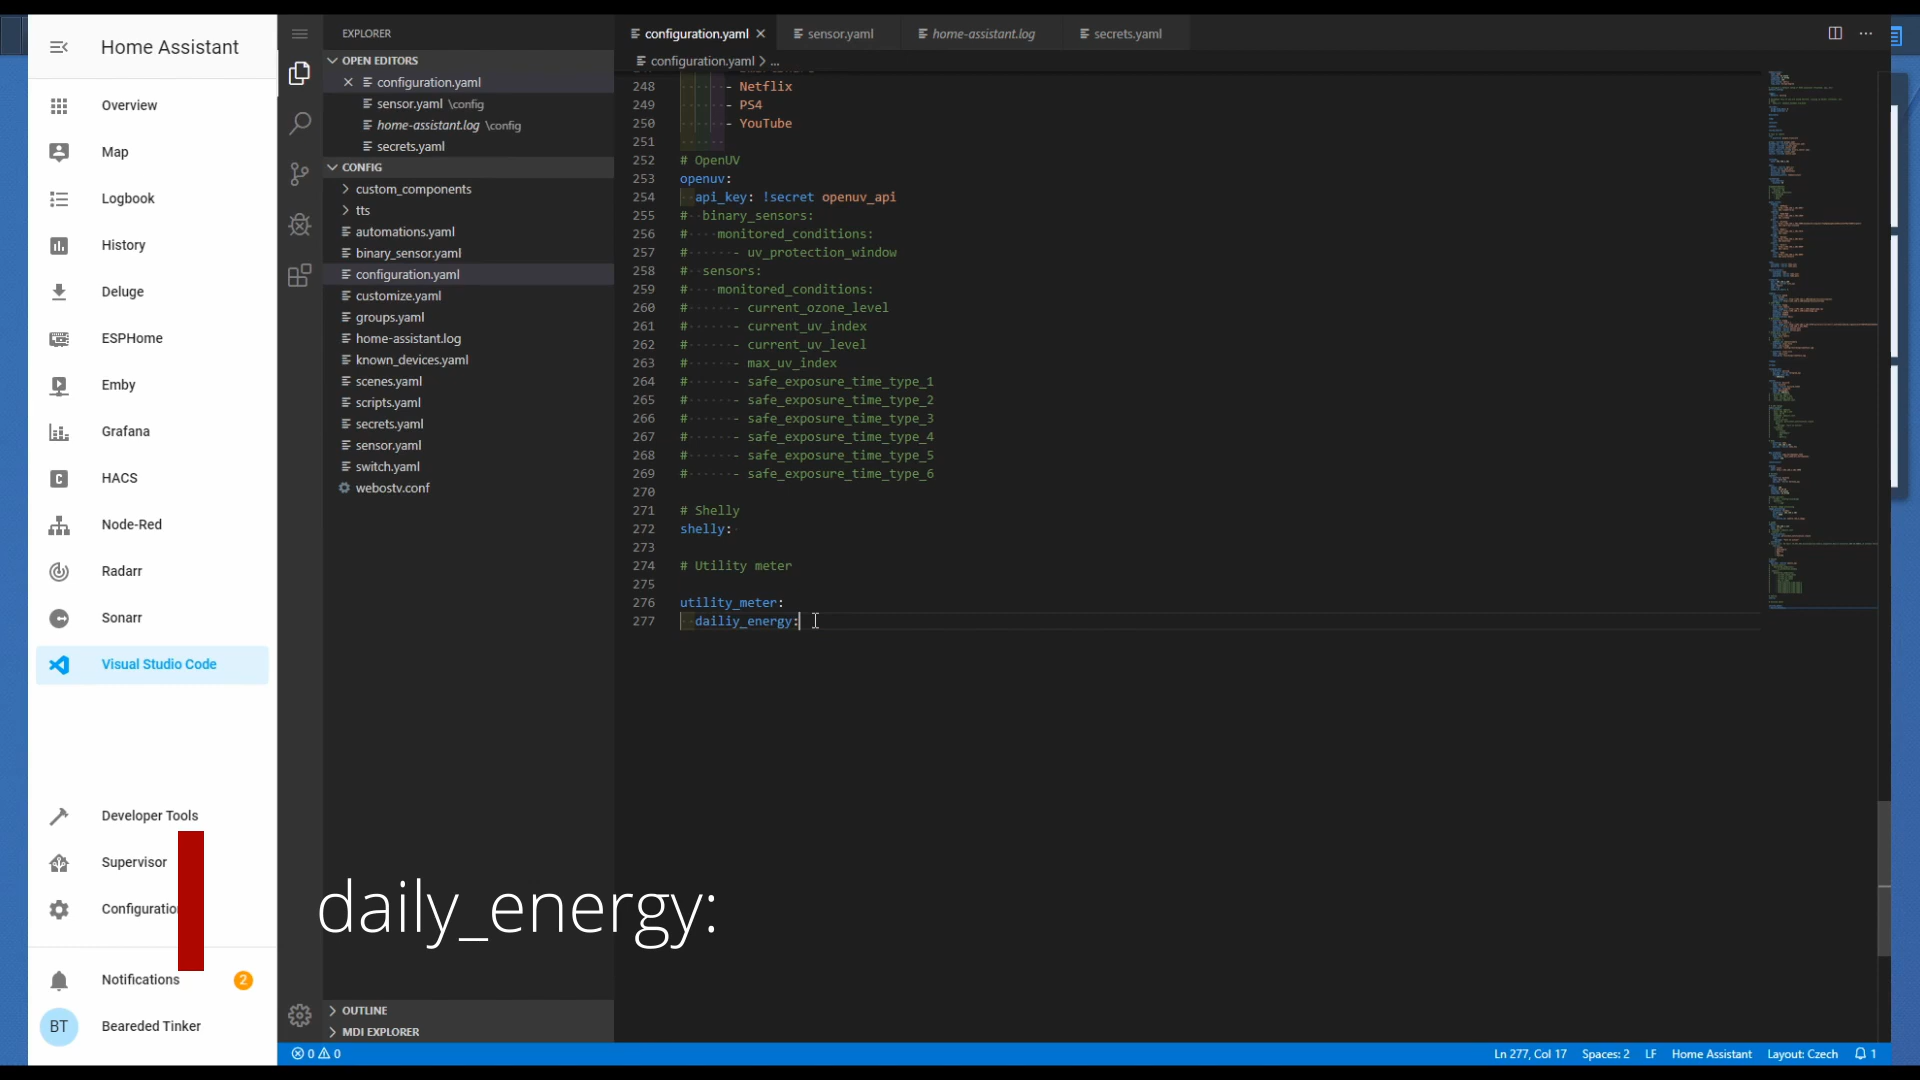 Home Assistant
Overview
Map
Logbook
History
Deluge
ESPHome
Emby
Grafana
HACS
Node-Red
Radarr
Sonarr
Visual Studio Code
Developer Tools
Supervisor
Configuration
Notifications
2
BT
Bearded Tinker
EXPLORER
OPEN EDITORS
configuration.yaml
sensor.yaml \config
home-assistant.log \config
secrets.yaml
CONFIG
custom_components
tts
automations.yaml
binary_sensor.yaml
configuration.yaml
customize.yaml
groups.yaml
home-assistant.log
known_devices.yaml
scenes.yaml
scripts.yaml
secrets.yaml
sensor.yaml
switch.yaml
webostv.conf
OUTLINE
MDI EXPLORER
configuration.yaml
sensor.yaml
home-assistant.log
secrets.yaml
configuration.yaml > ...
248 - Netflix
249 - PS4
250 - YouTube
251
252 # OpenUV
253 openuv:
254 api_key: !secret openuv_api
255 # binary_sensors:
256 # monitored_conditions:
257 # - uv_protection_window
258 # sensors:
259 # monitored_conditions:
260 # - current_ozone_level
261 # - current_uv_index
262 # - current_uv_level
263 # - max_uv_index
264 # - safe_exposure_time_type_1
265 # - safe_exposure_time_type_2
266 # - safe_exposure_time_type_3
267 # - safe_exposure_time_type_4
268 # - safe_exposure_time_type_5
269 # - safe_exposure_time_type_6
270
271 # Shelly
272 shelly:
273
274 # Utility meter
275
276 utility_meter:
277 dailiy_energy:
daily_energy:
0 0
Ln 277, Col 17 Spaces: 2 LF Home Assistant Layout: Czech 1